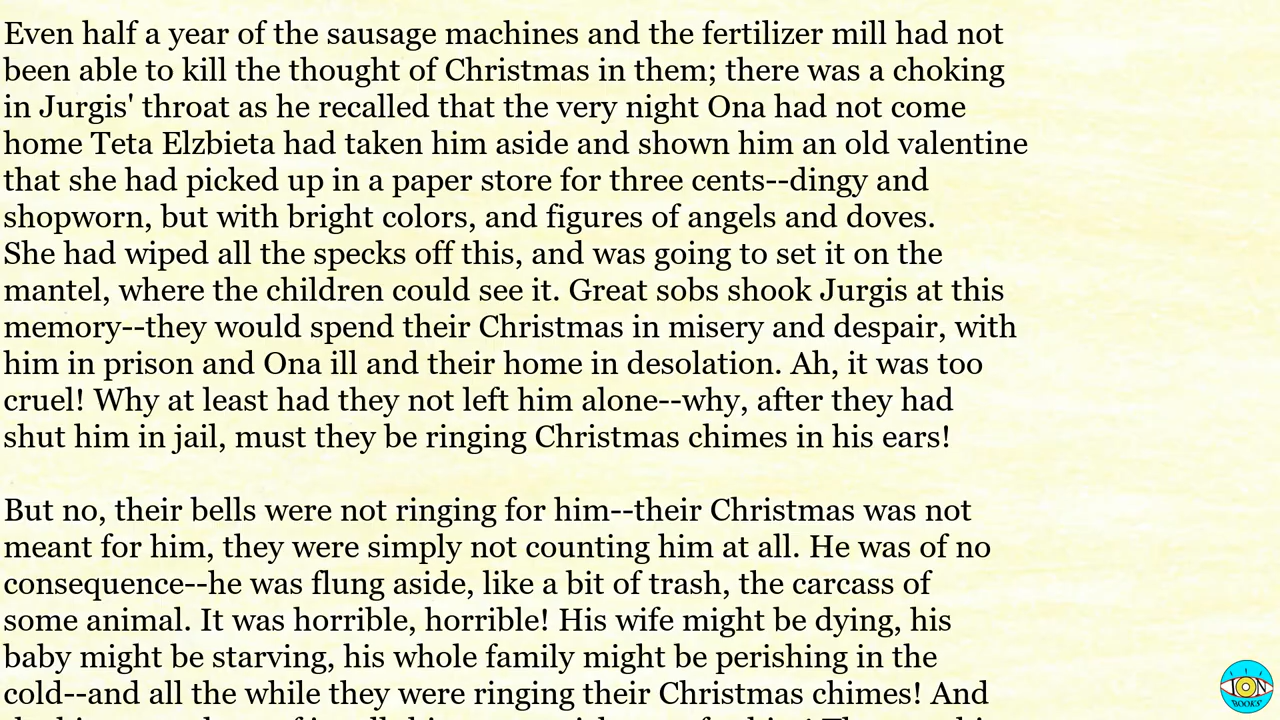 Even half a year of the sausage machines and the fertilizer mill had not
been able to kill the thought of Christmas in them; there was a choking
in Jurgis' throat as he recalled that the very night Ona had not come
home Teta Elzbieta had taken him aside and shown him an old valentine
that she had picked up in a paper store for three cents--dingy and
shopworn, but with bright colors, and figures of angels and doves.
She had wiped all the specks off this, and was going to set it on the
mantel, where the children could see it. Great sobs shook Jurgis at this
memory--they would spend their Christmas in misery and despair, with
him in prison and Ona ill and their home in desolation. Ah, it was too
cruel! Why at least had they not left him alone--why, after they had
shut him in jail, must they be ringing Christmas chimes in his ears!

But no, their bells were not ringing for him--their Christmas was not
meant for him, they were simply not counting him at all. He was of no
consequence--he was flung aside, like a bit of trash, the carcass of
some animal. It was horrible, horrible! His wife might be dying, his
baby might be starving, his whole family might be perishing in the
cold--and all the while they were ringing their Christmas chimes! And
ION
BOOKS